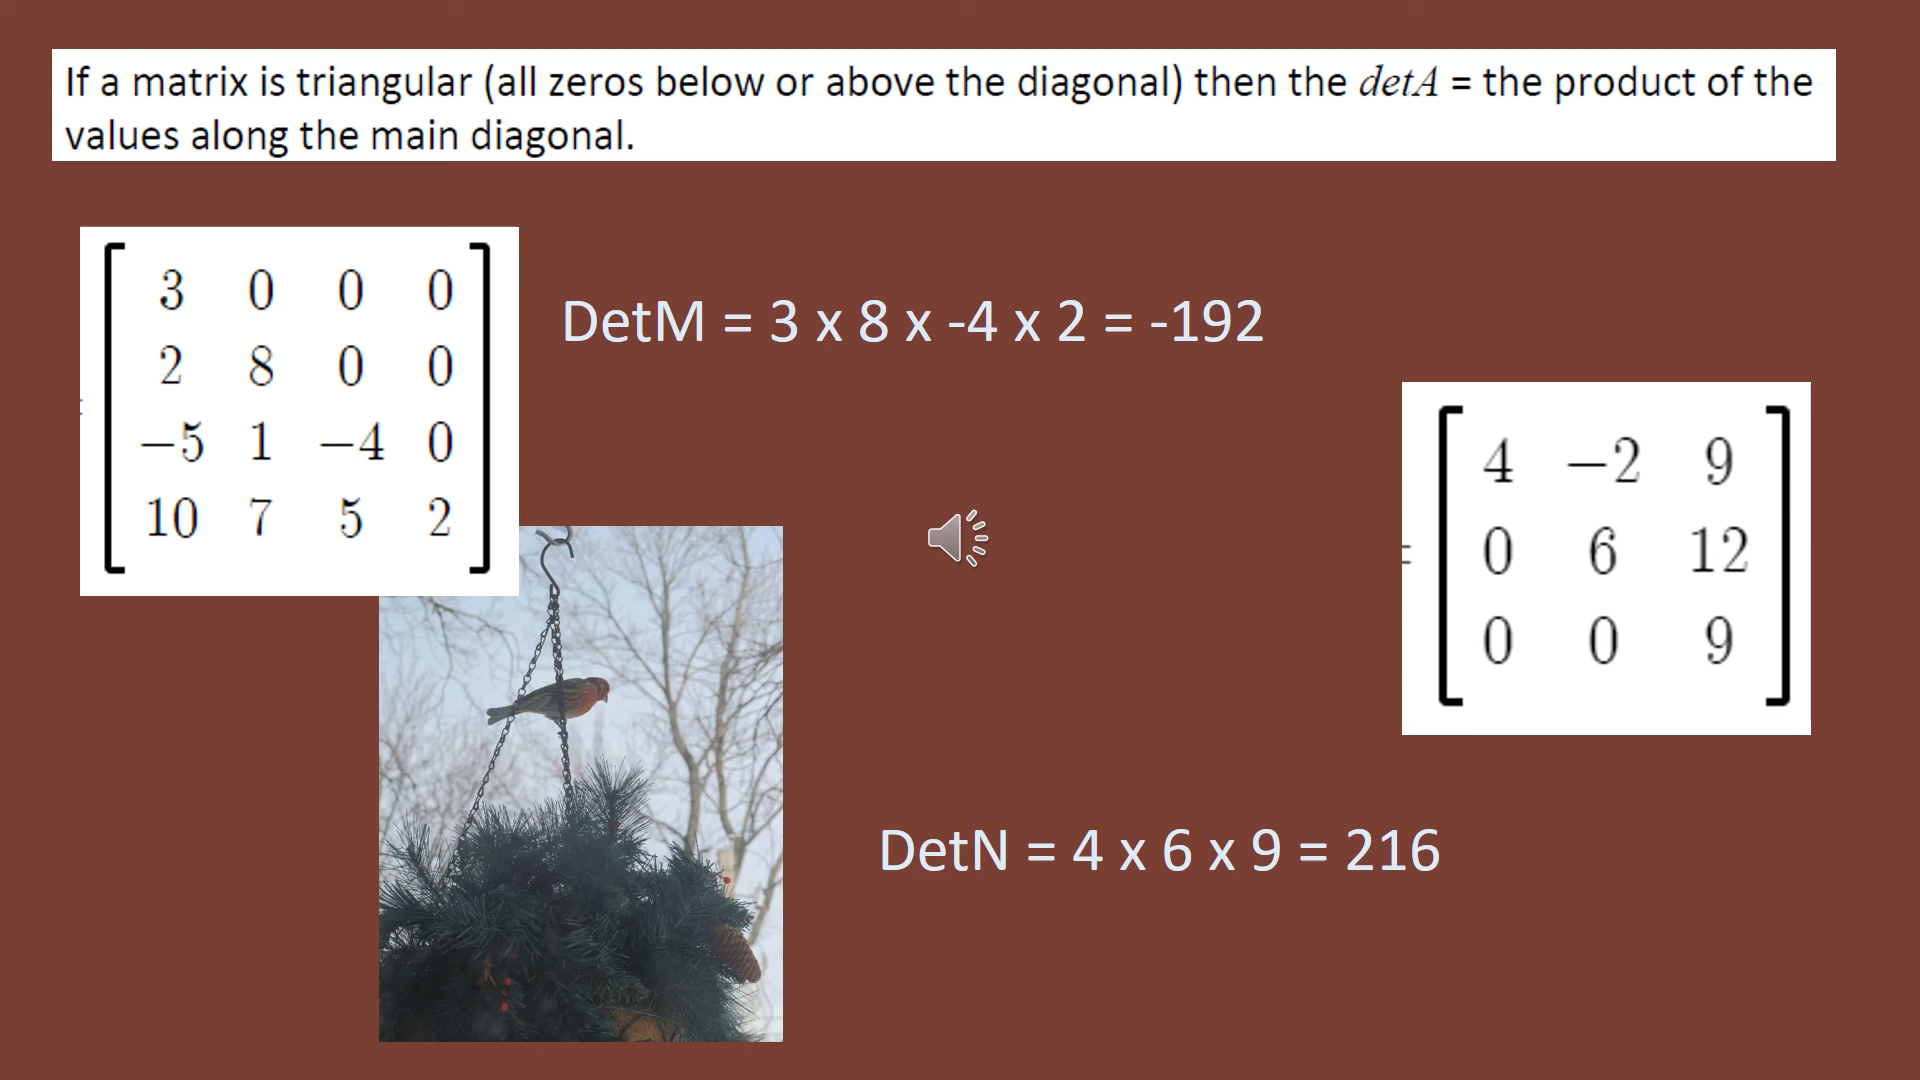 If a matrix is triangular (all zeros below or above the diagonal) then the detA = the product of the
values along the main diagonal.
3 0 0 0
2 8 0 0
−5 1 −4 0
10 7 5 2
DetM = 3 x 8 x -4 x 2 = -192
= 4 −2 9
0 6 12
0 0 9
DetN = 4 x 6 x 9 = 216